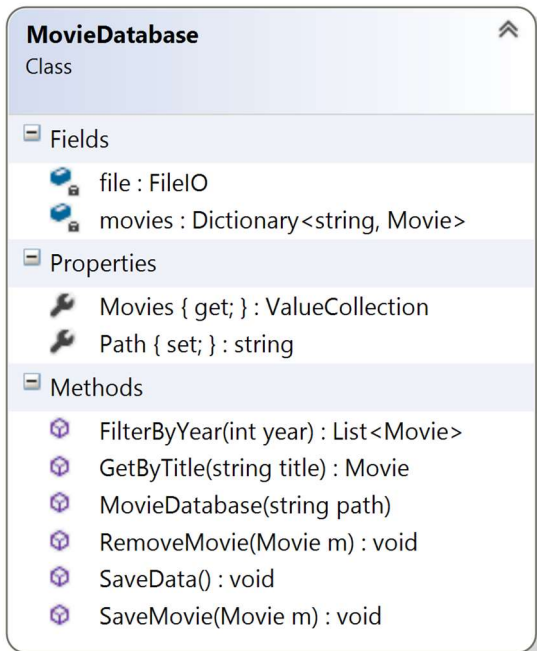 MovieDatabase
Class
Fields
file : FileIO
movies : Dictionary<string, Movie>
Properties
Movies { get; } : ValueCollection
Path { set; } : string
Methods
FilterByYear(int year) : List<Movie>
GetByTitle(string title) : Movie
MovieDatabase(string path)
RemoveMovie(Movie m) : void
SaveData() : void
SaveMovie(Movie m) : void